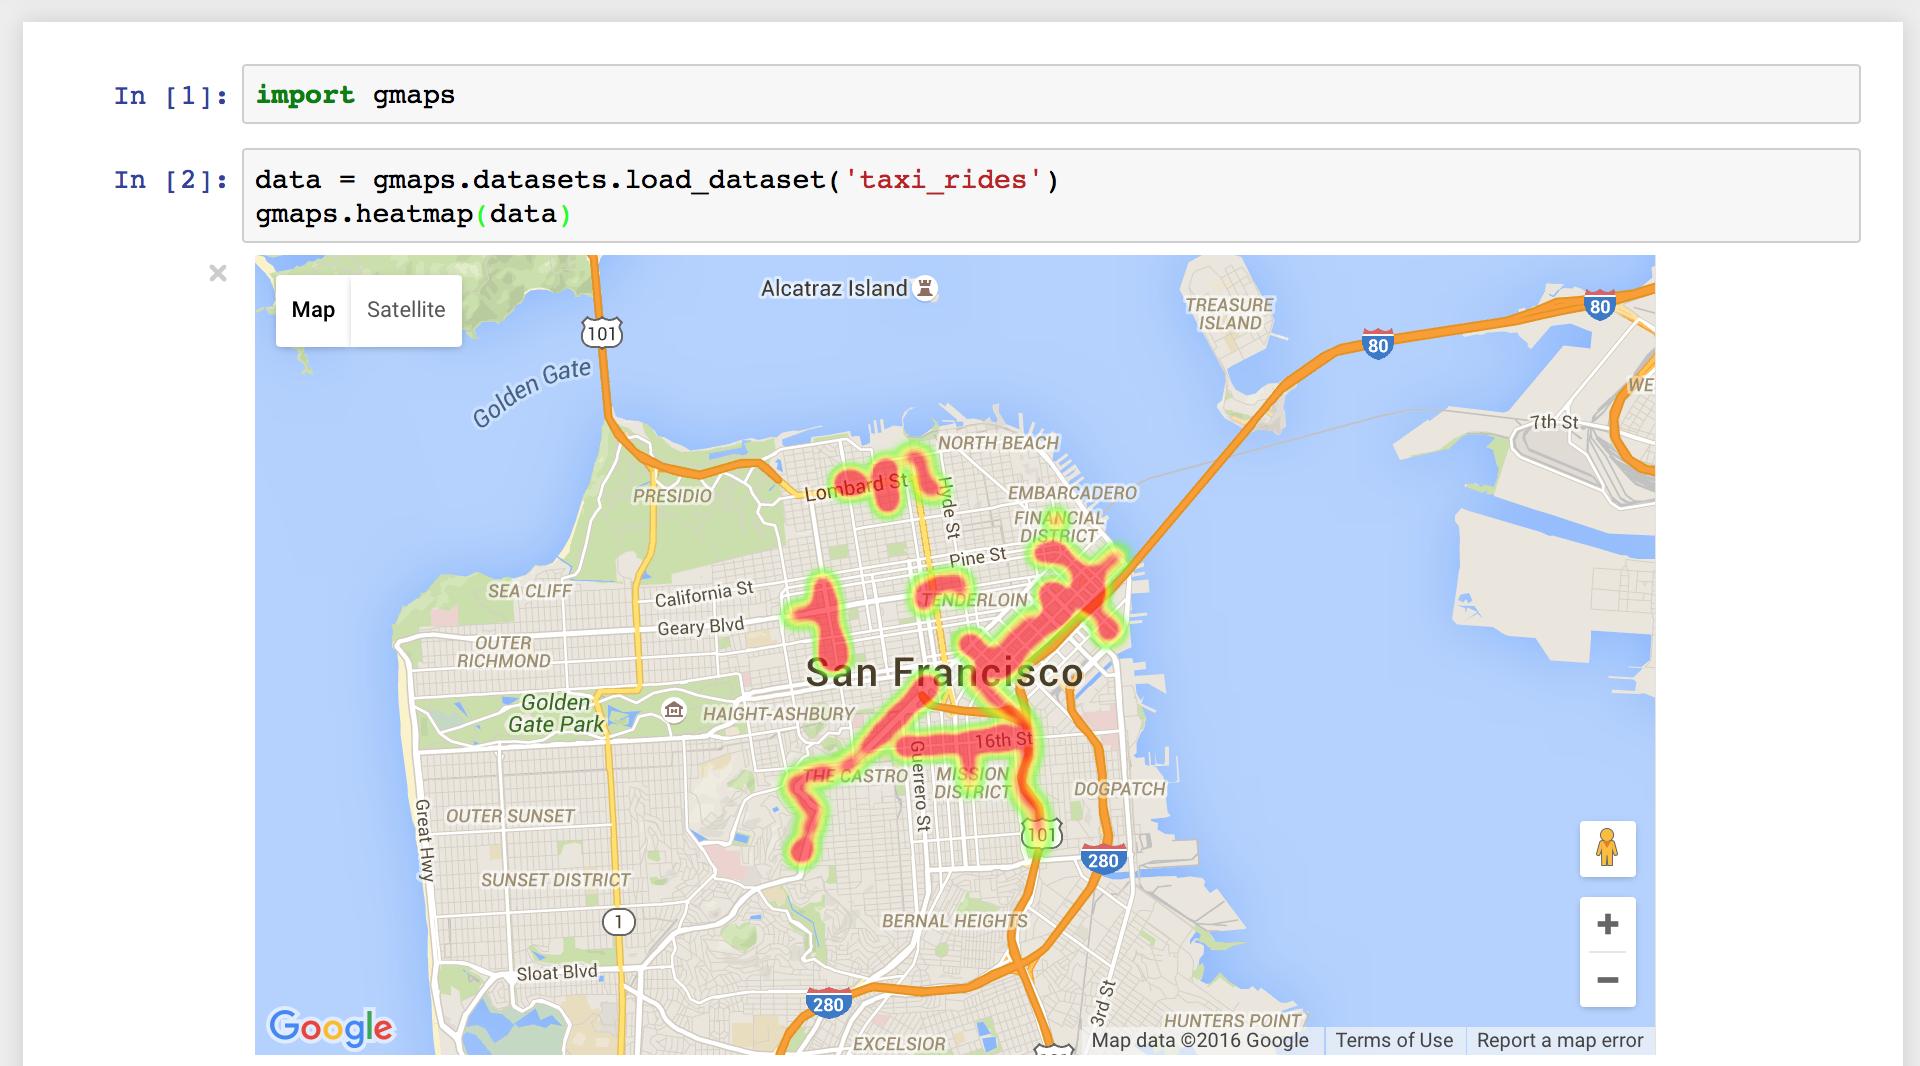 In [1]:
import gmaps
In [2]:
data = gmaps.datasets.load_dataset('taxi_rides')
gmaps.heatmap(data)
Map
Satellite
Alcatraz Island
TREASURE
ISLAND
80
80
101
Golden Gate
WE
7th St
NORTH BEACH
PRESIDIO
Lombard St
Hyde St
EMBARCADERO
FINANCIAL
DISTRICT
Pine St
SEA CLIFF
California St
TENDERLOIN
Geary Blvd
OUTER
RICHMOND
San Francisco
Golden
Gate Park
HAIGHT-ASHBURY
16th St
THE CASTRO
Guerrero St
MISSION
DISTRICT
DOGPATCH
Great Hwy
OUTER SUNSET
101
280
SUNSET DISTRICT
1
BERNAL HEIGHTS
Sloat Blvd
280
3rd St
HUNTERS POINT
EXCELSIOR
Google
Map data ©2016 Google
Terms of Use
Report a map error